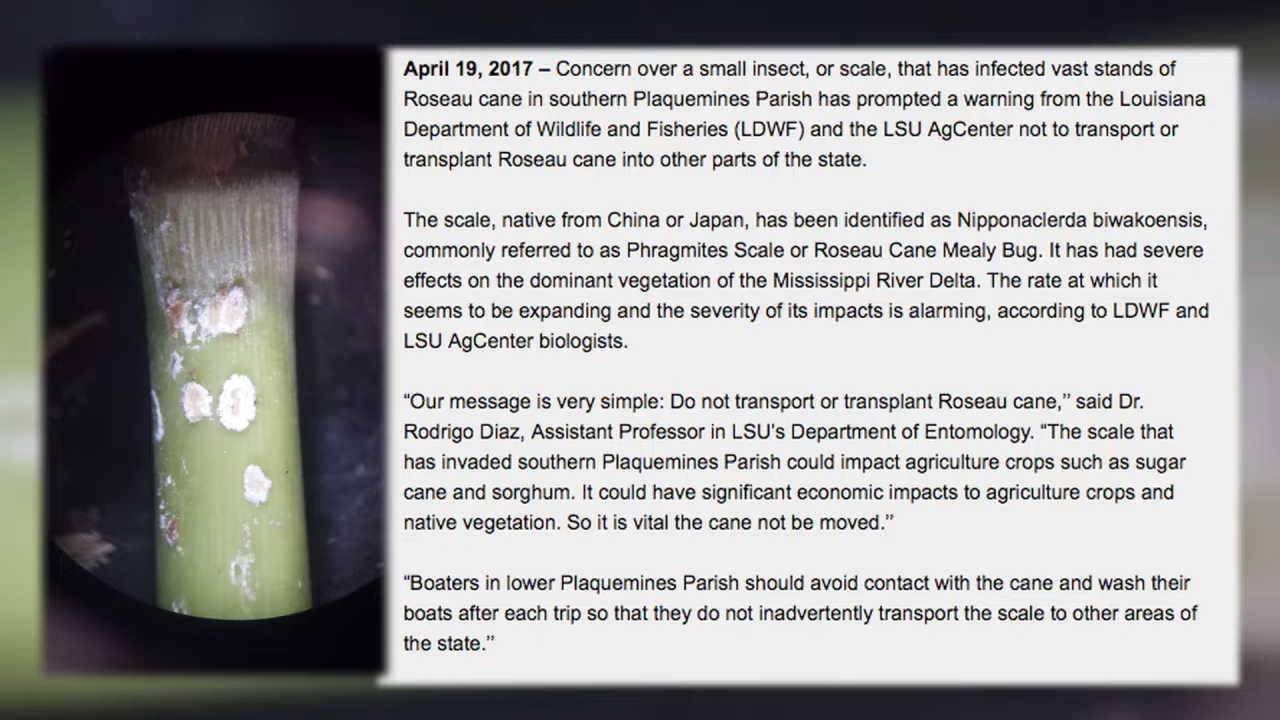 April 19, 2017 – Concern over a small insect, or scale, that has infected vast stands of
Roseau cane in southern Plaquemines Parish has prompted a warning from the Louisiana
Department of Wildlife and Fisheries (LDWF) and the LSU AgCenter not to transport or
transplant Roseau cane into other parts of the state.
The scale, native from China or Japan, has been identified as Nipponaclerda biwakoensis,
commonly referred to as Phragmites Scale or Roseau Cane Mealy Bug. It has had severe
effects on the dominant vegetation of the Mississippi River Delta. The rate at which it
seems to be expanding and the severity of its impacts is alarming, according to LDWF and
LSU AgCenter biologists.
“Our message is very simple: Do not transport or transplant Roseau cane,” said Dr.
Rodrigo Diaz, Assistant Professor in LSU’s Department of Entomology. “The scale that
has invaded southern Plaquemines Parish could impact agriculture crops such as sugar
cane and sorghum. It could have significant economic impacts to agriculture crops and
native vegetation. So it is vital the cane not be moved.”
“Boaters in lower Plaquemines Parish should avoid contact with the cane and wash their
boats after each trip so that they do not inadvertently transport the scale to other areas of
the state.”